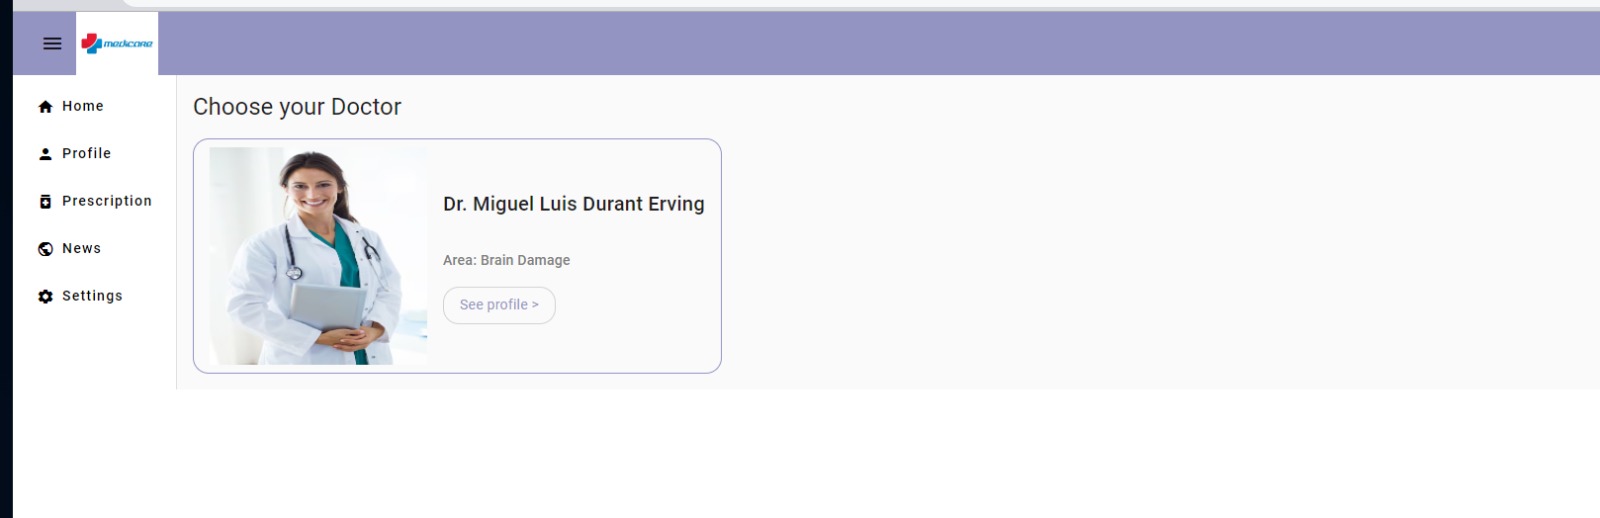 medicare
Home
Profile
Prescription
News
Settings
Choose your Doctor
Dr. Miguel Luis Durant Erving
Area: Brain Damage
See profile >